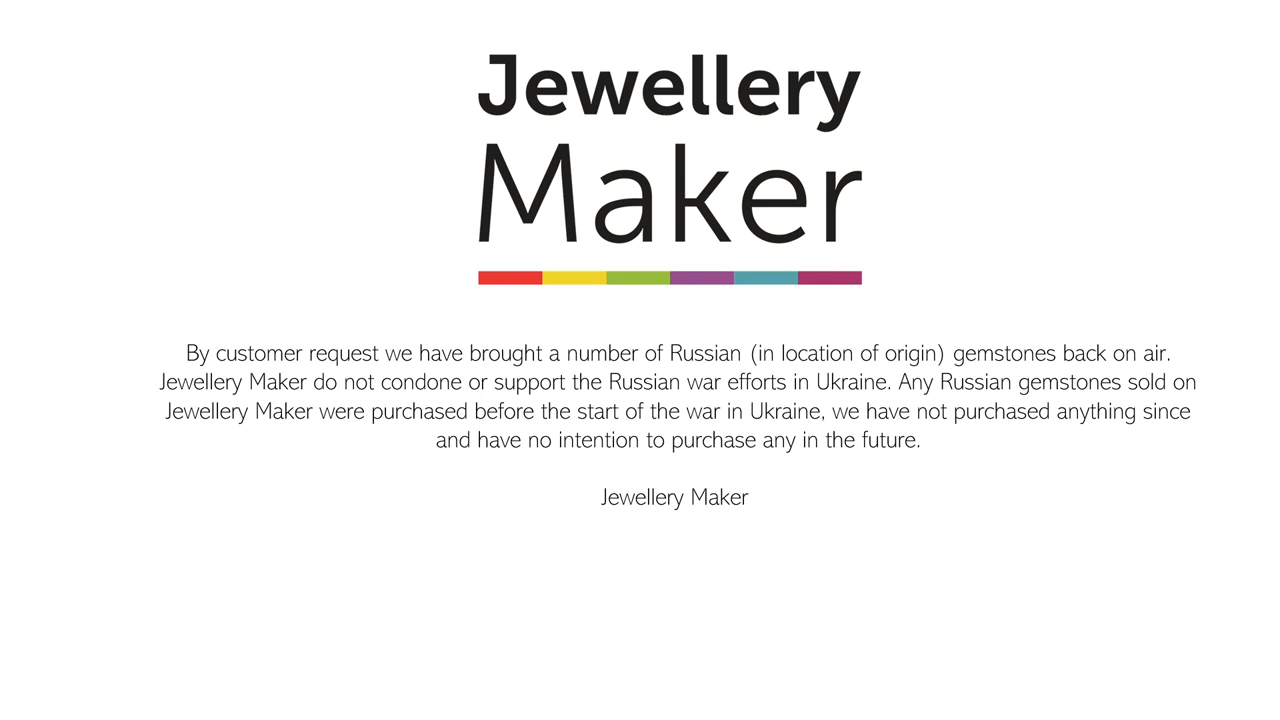 Jewellery
Maker
By customer request we have brought a number of Russian (in location of origin) gemstones back on air.
Jewellery Maker do not condone or support the Russian war efforts in Ukraine. Any Russian gemstones sold on
Jewellery Maker were purchased before the start of the war in Ukraine, we have not purchased anything since
and have no intention to purchase any in the future.
Jewellery Maker